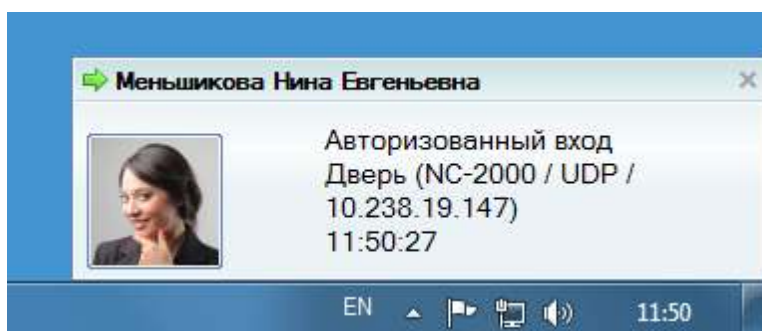 Меньшикова Нина Евгеньевна
Авторизованный вход
Дверь (NC-2000 / UDP /
10.238.19.147)
11:50:27
EN
11:50